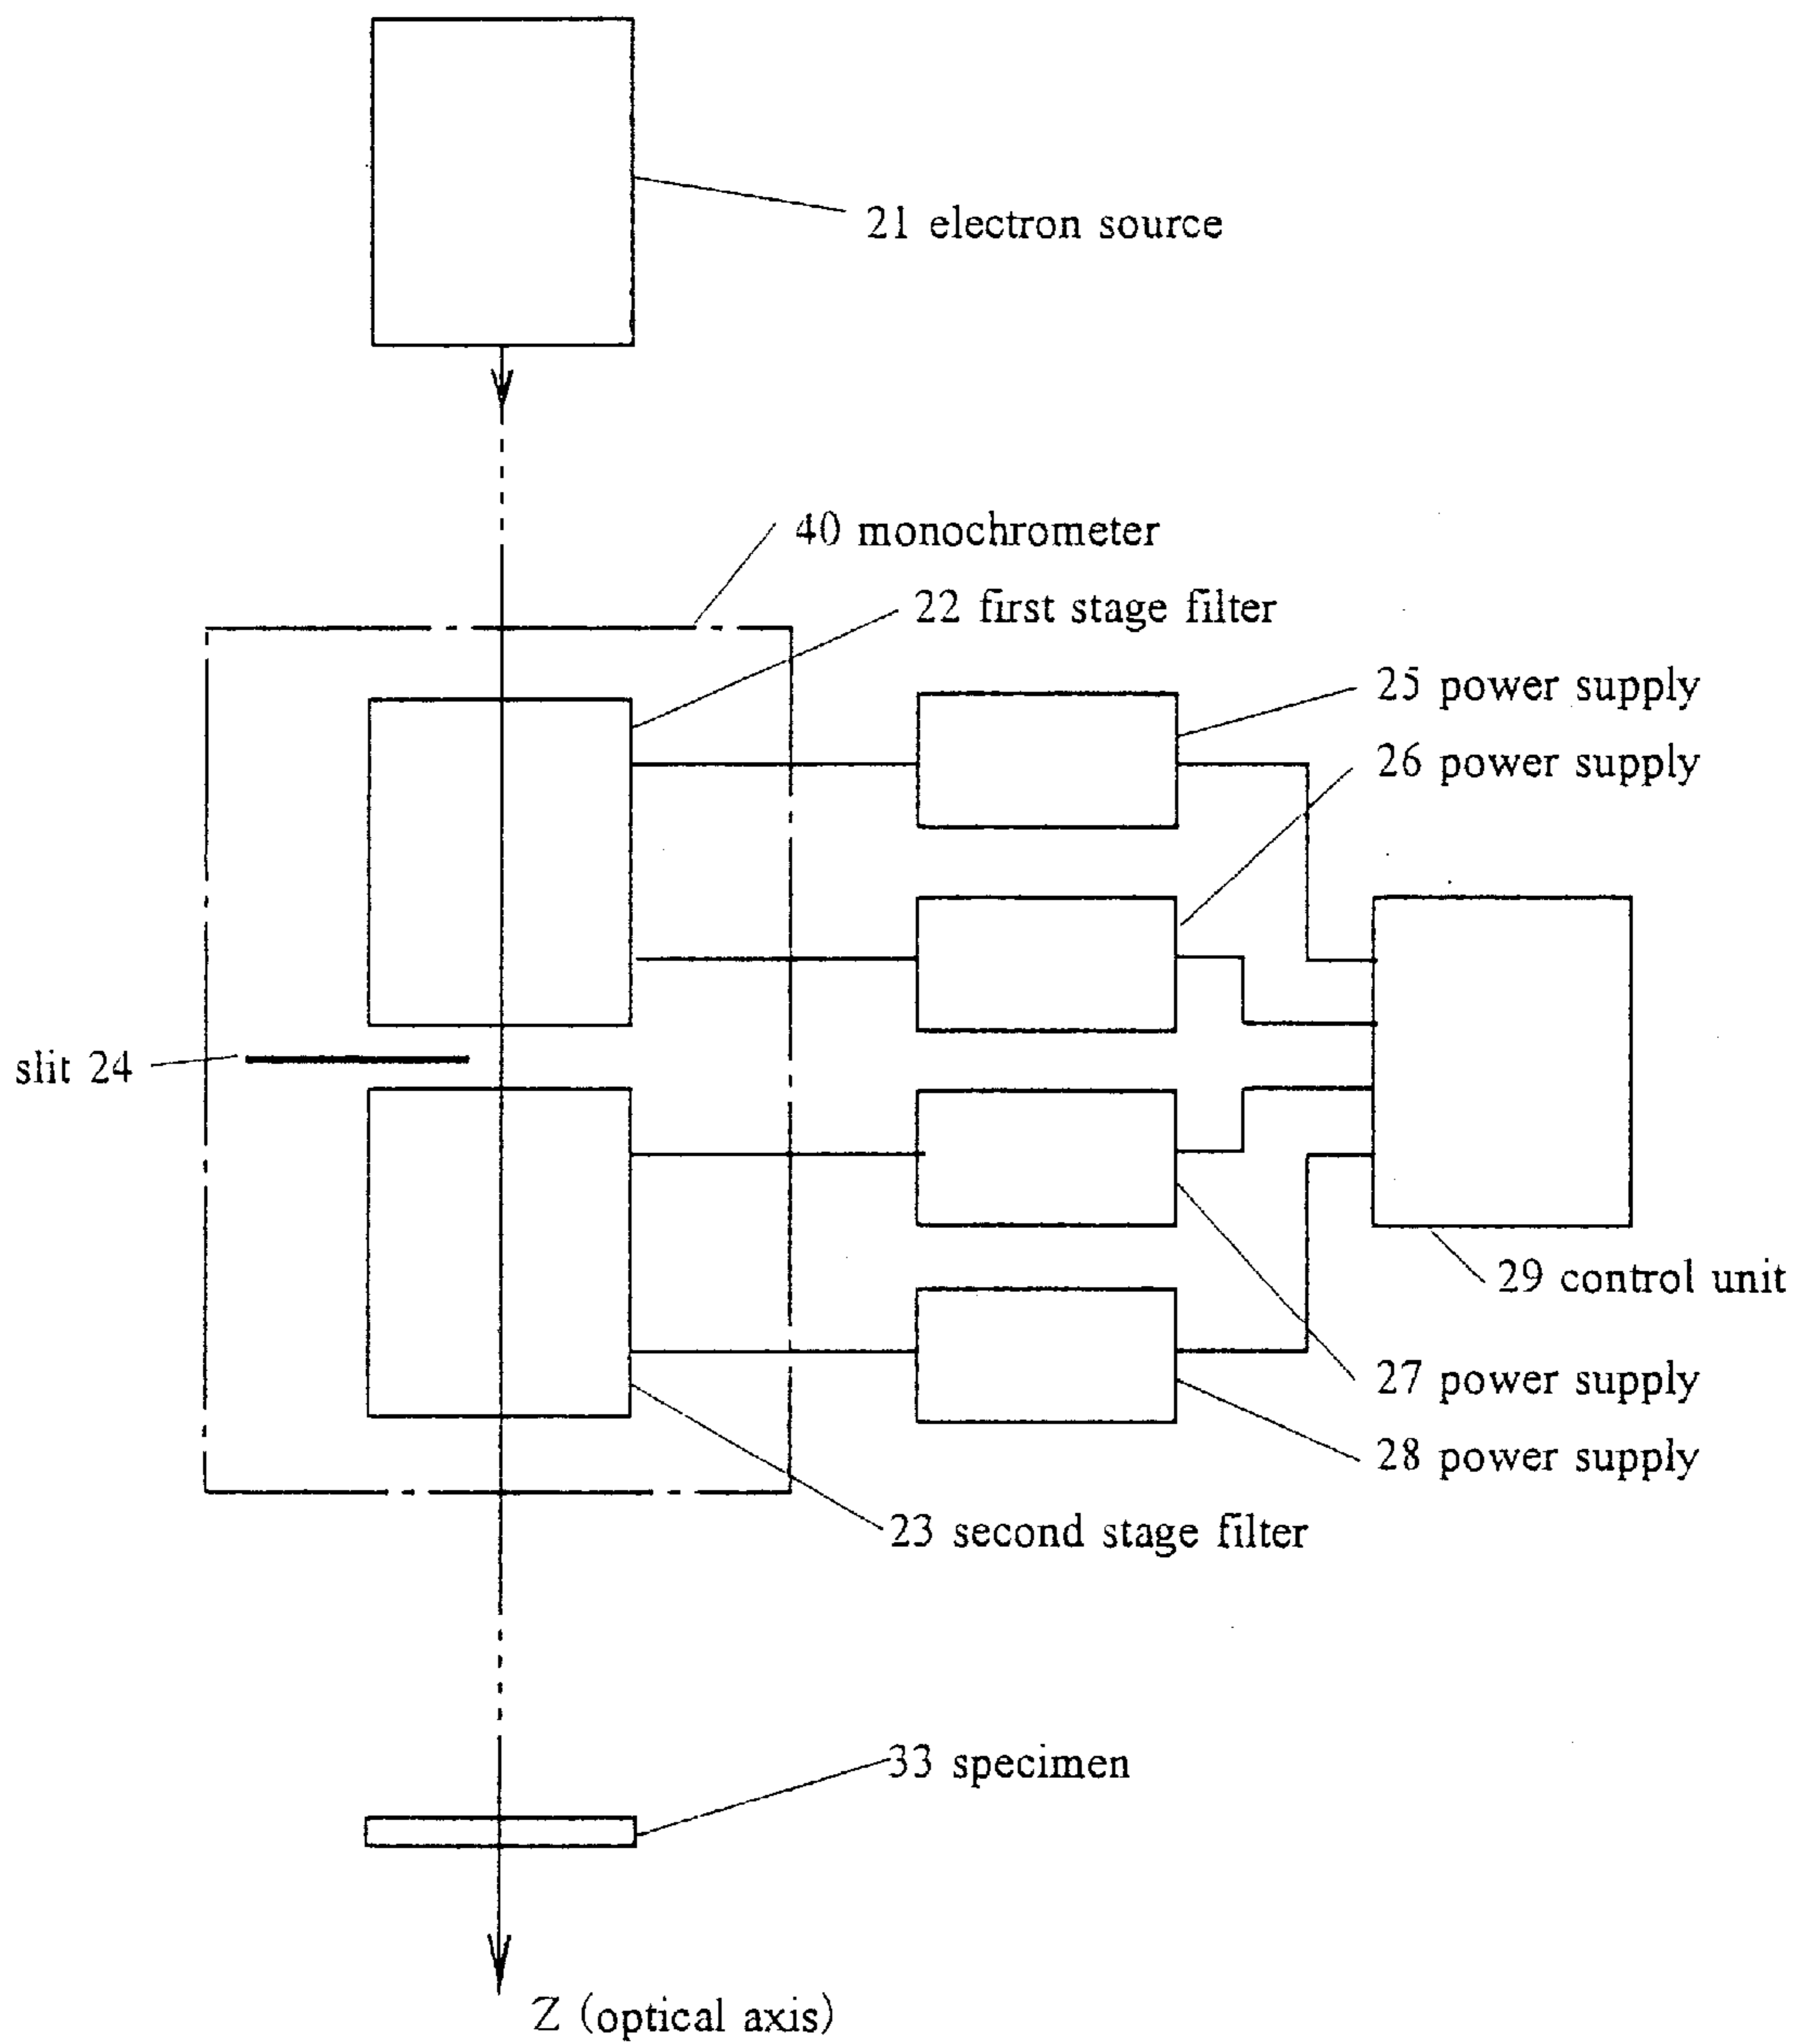 21 electron source
40 monochrometer
22 first stage filter
25 power supply
26 power supply
slit 24
29 control unit
27 power supply
28 power supply
23 second stage filter
33 specimen
Z (optical axis)